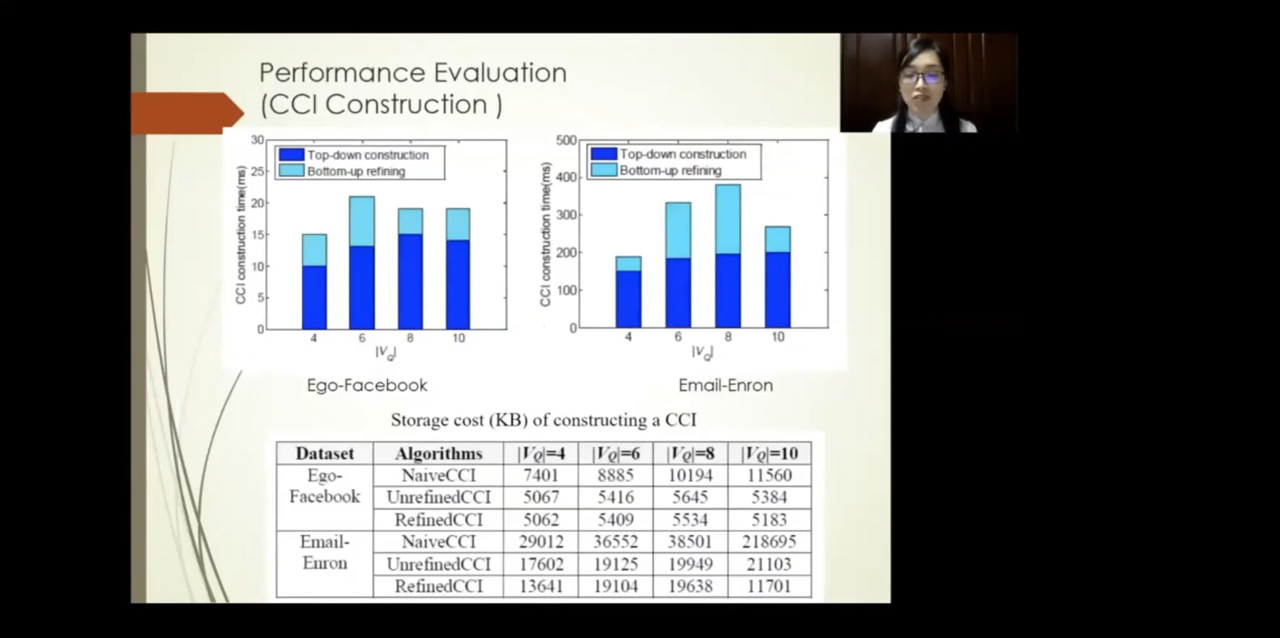 Performance Evaluation
(CCI Construction )
30
25
20
15
10
5
0
CCI construction time(ms)
Top-down construction
Bottom-up refining
4 6 8 10
|VQ|
Ego-Facebook
500
400
300
200
100
0
CCI construction time(ms)
Top-down construction
Bottom-up refining
4 6 8 10
|VQ|
Email-Enron
Storage cost (KB) of constructing a CCI
Dataset Algorithms |VQ|=4 |VQ|=6 |VQ|=8 |VQ|=10
Ego- NaiveCCI 7401 8885 10194 11560
Facebook UnrefinedCCI 5067 5416 5645 5384
RefinedCCI 5062 5409 5534 5183
Email- NaiveCCI 29012 36552 38501 218695
Enron UnrefinedCCI 17602 19125 19949 21103
RefinedCCI 13641 19104 19638 11701